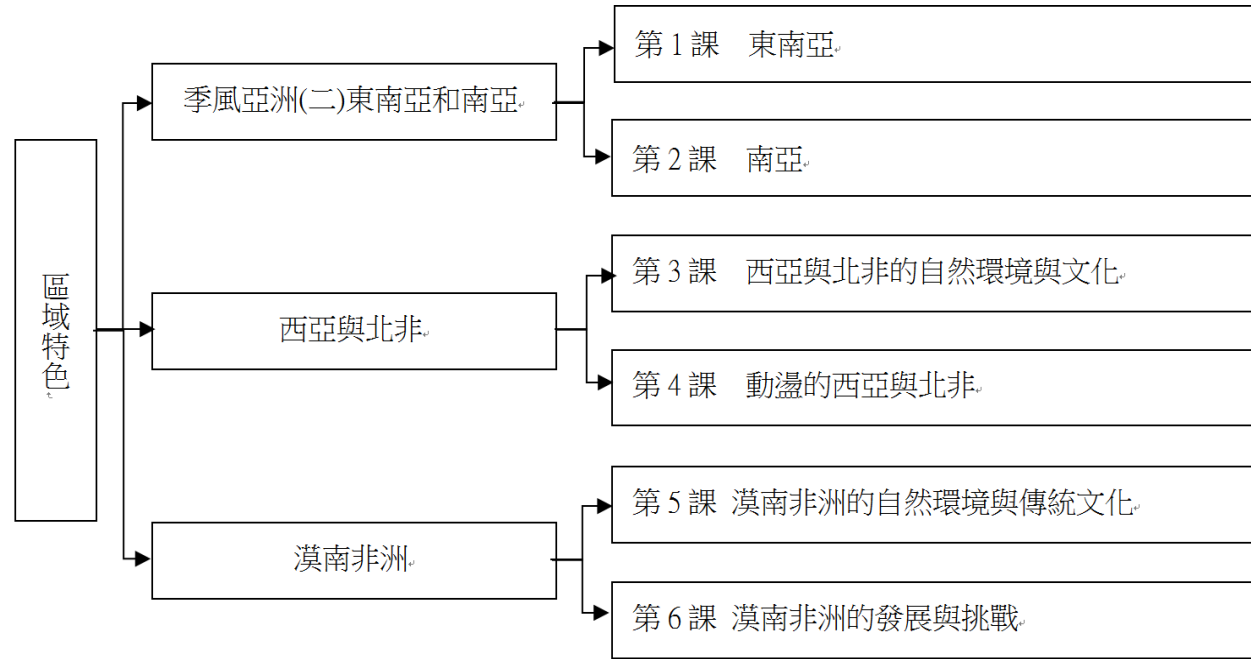 區域特色
季風亞洲(二)東南亞和南亞
第1課 東南亞
第2課 南亞
西亞與北非
第3課 西亞與北非的自然環境與文化
第4課 動盪的西亞與北非
漠南非洲
第5課 漠南非洲的自然環境與傳統文化
第6課 漠南非洲的發展與挑戰